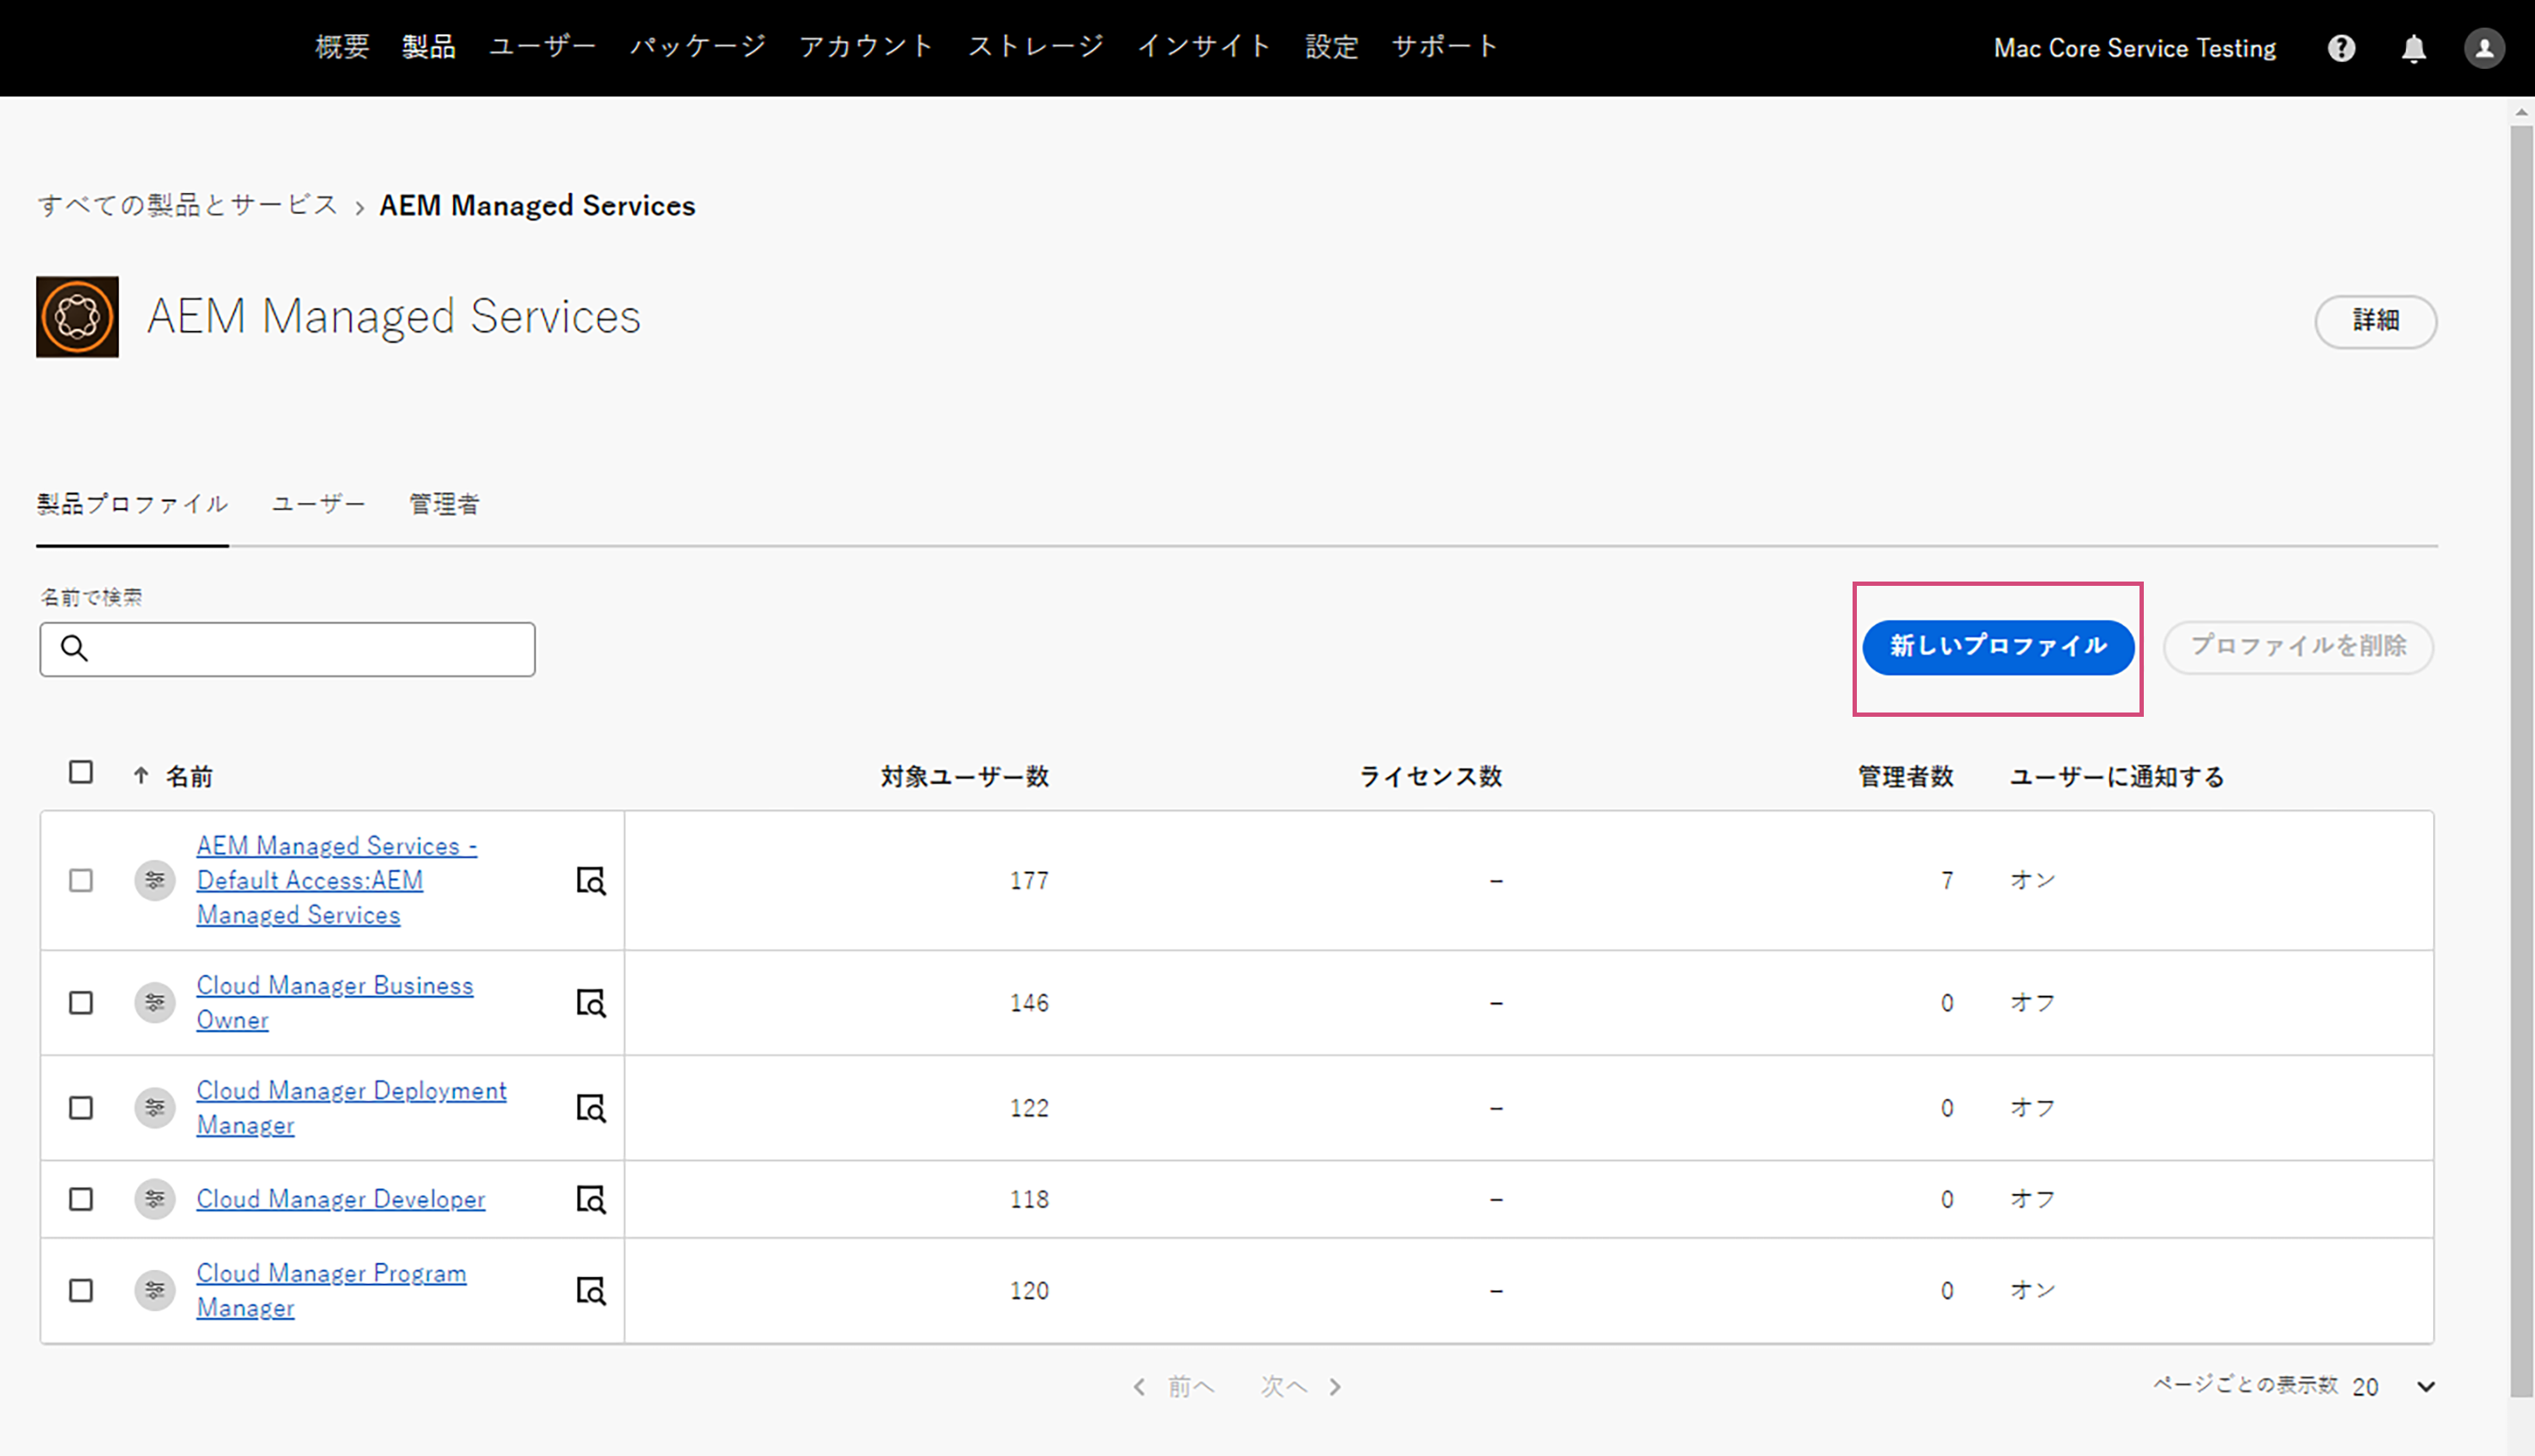 概要 製品 ユーザー パッケージ アカウント ストレージ インサイト 設定 サポート Mac Core Service Testing
すべての製品とサービス › AEM Managed Services
AEM Managed Services
詳細
製品プロファイル ユーザー 管理者
名前で検索
新しいプロファイル プロファイルを削除
↑ 名前 対象ユーザー数 ライセンス数 管理者数 ユーザーに通知する
AEM Managed Services -
Default Access:AEM 177 – 7 オン
Managed Services
Cloud Manager Business
Owner 146 – 0 オフ
Cloud Manager Deployment
Manager 122 – 0 オフ
Cloud Manager Developer 118 – 0 オフ
Cloud Manager Program
Manager 120 – 0 オン
‹ 前へ 次へ › ページごとの表示数 20